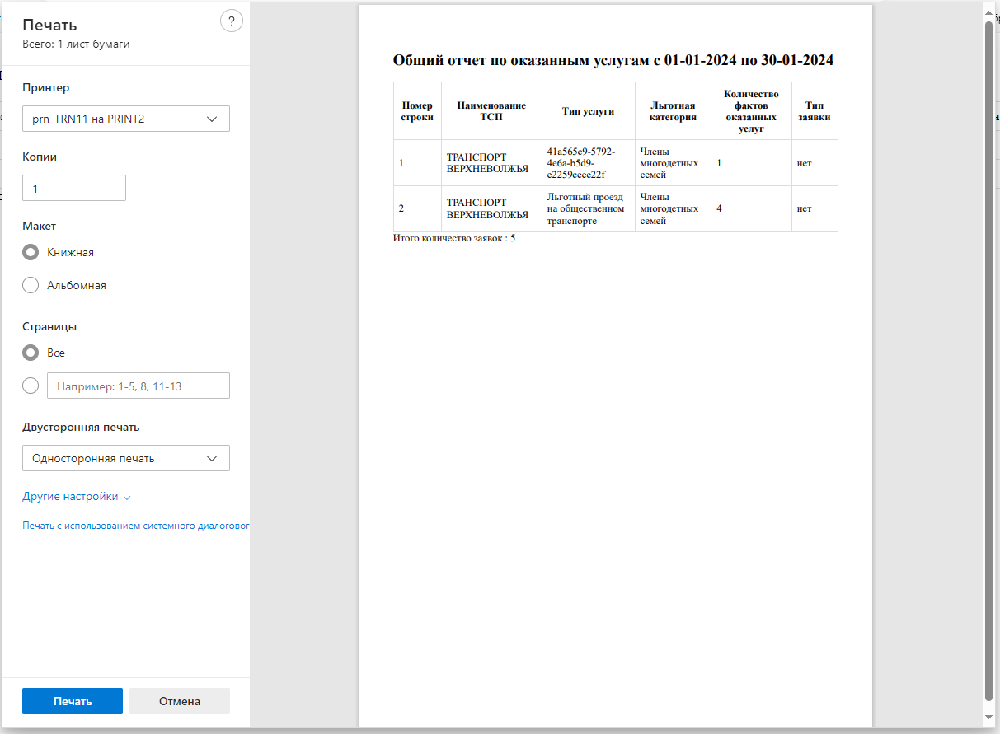 Печать
?
Всего: 1 лист бумаги
Принтер
prn_TRN11 на PRINT2
Копии
1
Макет
Книжная
Альбомная
Страницы
Все
Например: 1-5, 8, 11-13
Двусторонняя печать
Односторонняя печать
Другие настройки
Печать с использованием системного диалоговог
Печать
Отмена
Общий отчет по оказанным услугам с 01-01-2024 по 30-01-2024
Номер
строки
Наименование
ТСП
Тип услуги
Льготная
категория
Количество
фактов
оказанных
услуг
Тип
заявки
1
ТРАНСПОРТ
ВЕРХНЕВОЛЖЬЯ
41a565c9-5792-
4e6a-b5d9-
e2259ceee22f
Члены
многодетных
семей
1
нет
2
ТРАНСПОРТ
ВЕРХНЕВОЛЖЬЯ
Льготный проезд
на общественном
транспорте
Члены
многодетных
семей
4
нет
Итого количество заявок : 5